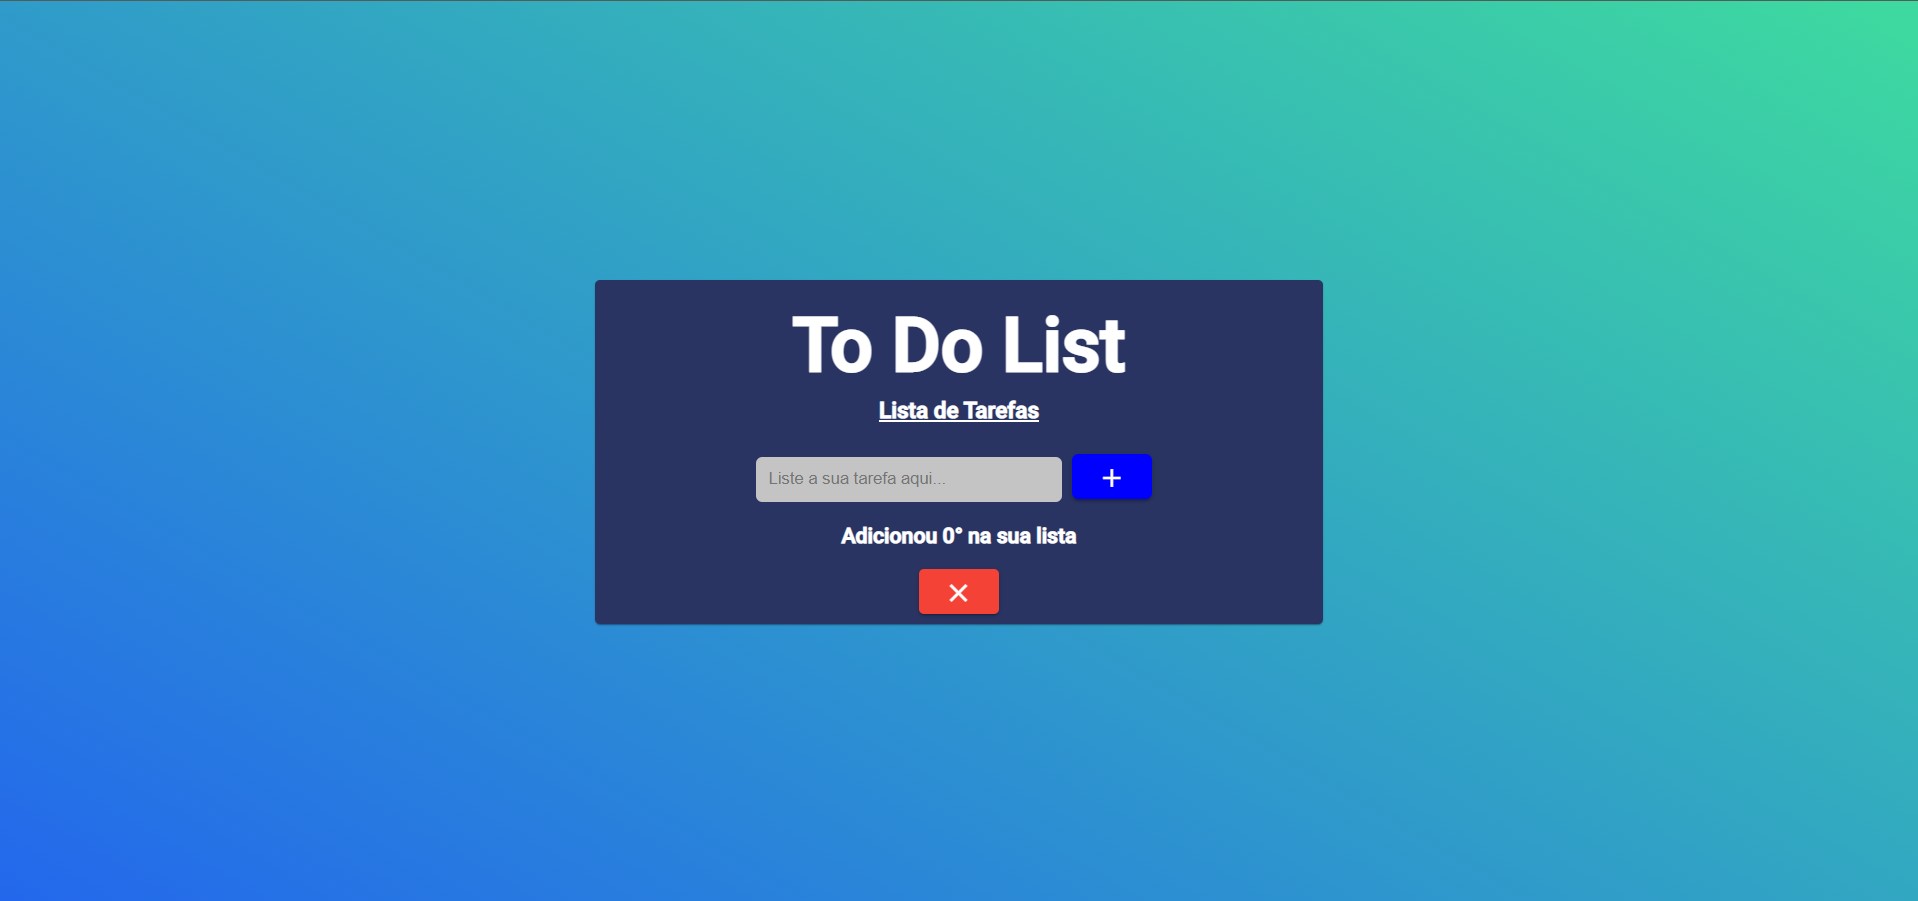 To Do List
Lista de Tarefas
Liste a sua tarefa aqui...
Adicionou 0° na sua lista